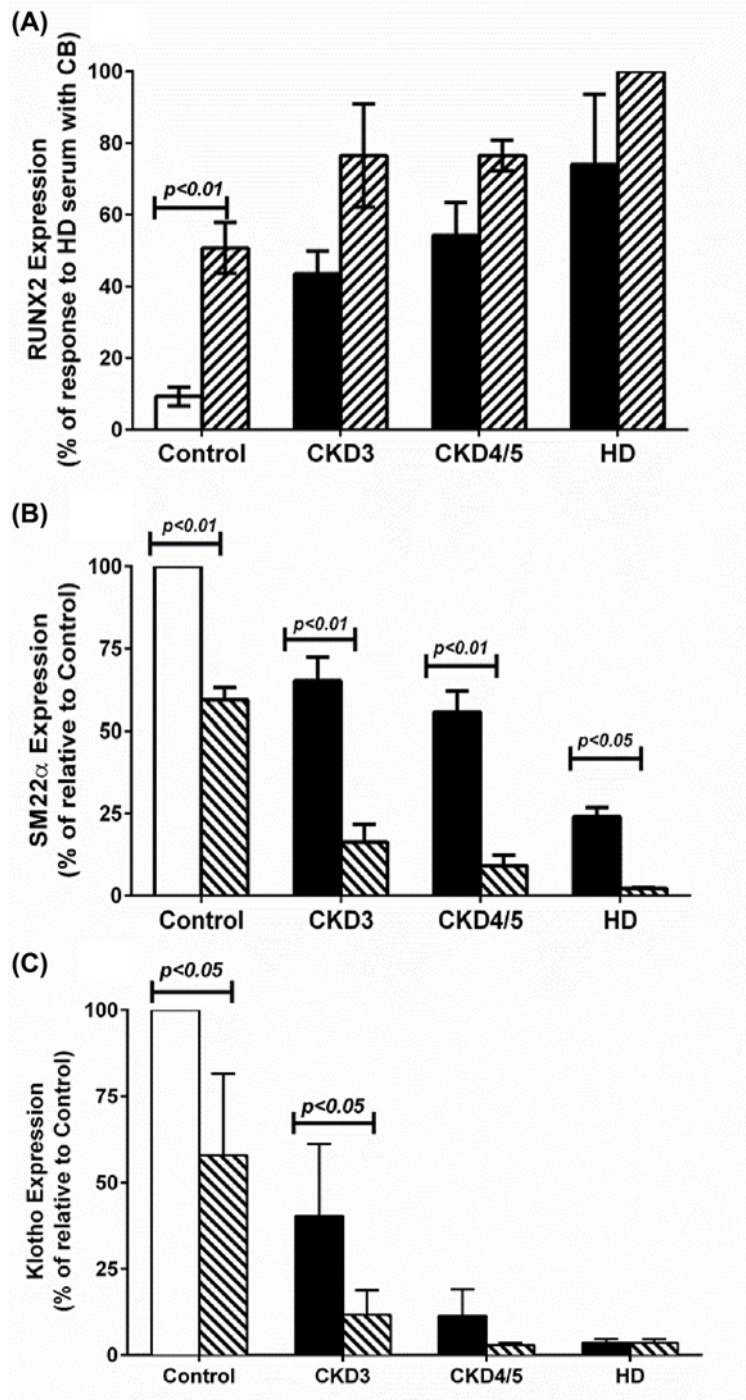 (A)
RUNX2 Expression
(% of response to HD serum with CB)
100
80
60
40
20
0
p<0.01
Control CKD3 CKD4/5 HD
(B)
SM22α Expression
(% of relative to Control)
100
75
50
25
0
p<0.01
p<0.01
p<0.01
p<0.05
Control CKD3 CKD4/5 HD
(C)
Klotho Expression
(% of relative to Control)
100
75
50
25
0
p<0.05
p<0.05
Control CKD3 CKD4/5 HD